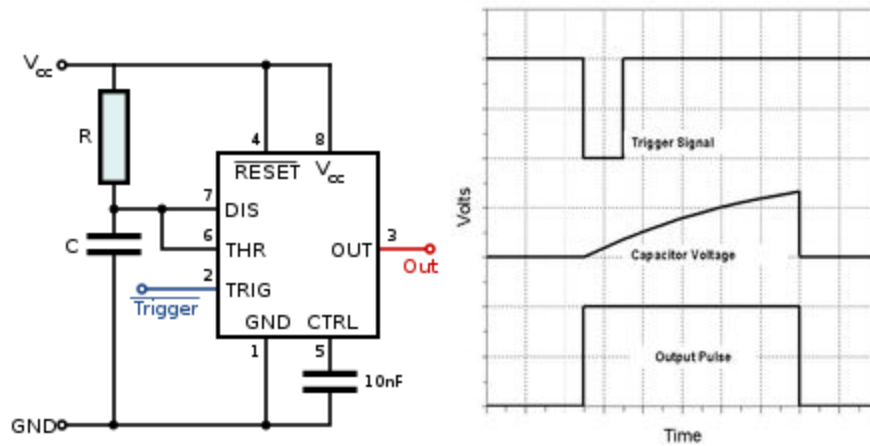 Vcc
R
4
8
RESET
Vcc
7
DIS
C
6
THR
3
OUT
Out
2
TRIG
Trigger
GND
CTRL
1
5
10nF
GND
Volts
Trigger Signal
Capacitor Voltage
Output Pulse
Time